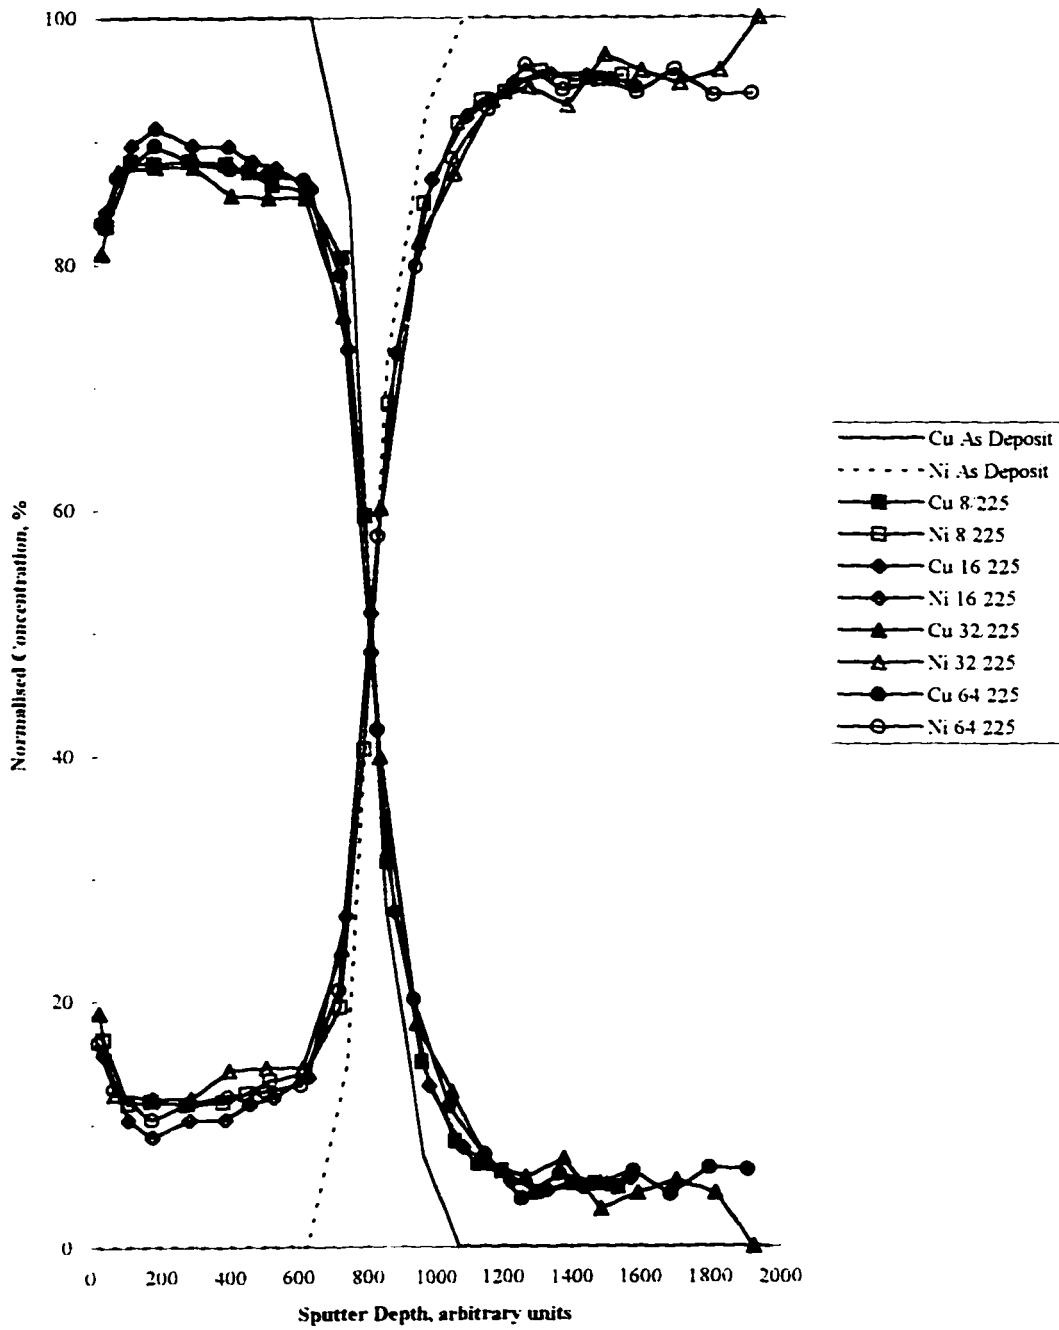 100
80
60
40
20
0
Normalised Concentration, %
0 200 400 600 800 1000 1200 1400 1600 1800 2000
Sputter Depth, arbitrary units
Cu As Deposit
Ni As Deposit
Cu 8/225
Ni 8/225
Cu 16/225
Ni 16/225
Cu 32/225
Ni 32/225
Cu 64/225
Ni 64/225